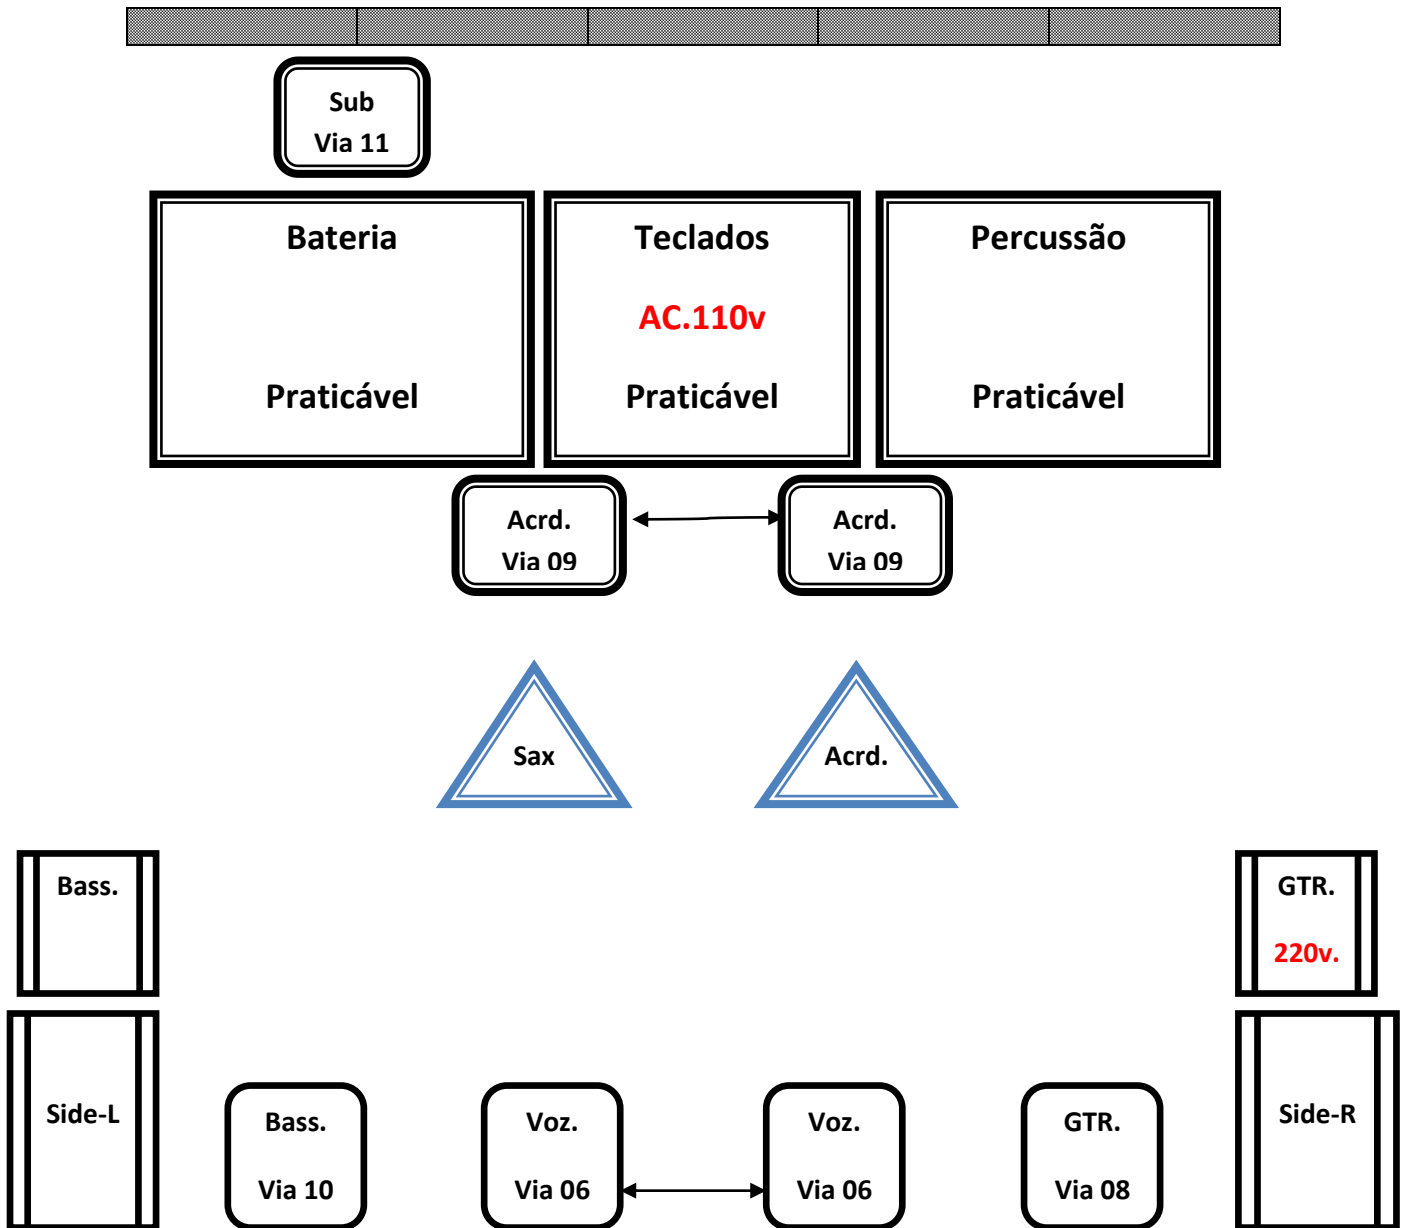 Sub
Via 11
Bateria
Praticável
Teclados
AC.110v
Praticável
Percussão
Praticável
Acrd.
Via 09
Acrd.
Via 09
Sax
Acrd.
Bass.
GTR.
220v.
Side-L
Bass.
Via 10
Voz.
Via 06
Voz.
Via 06
GTR.
Via 08
Side-R